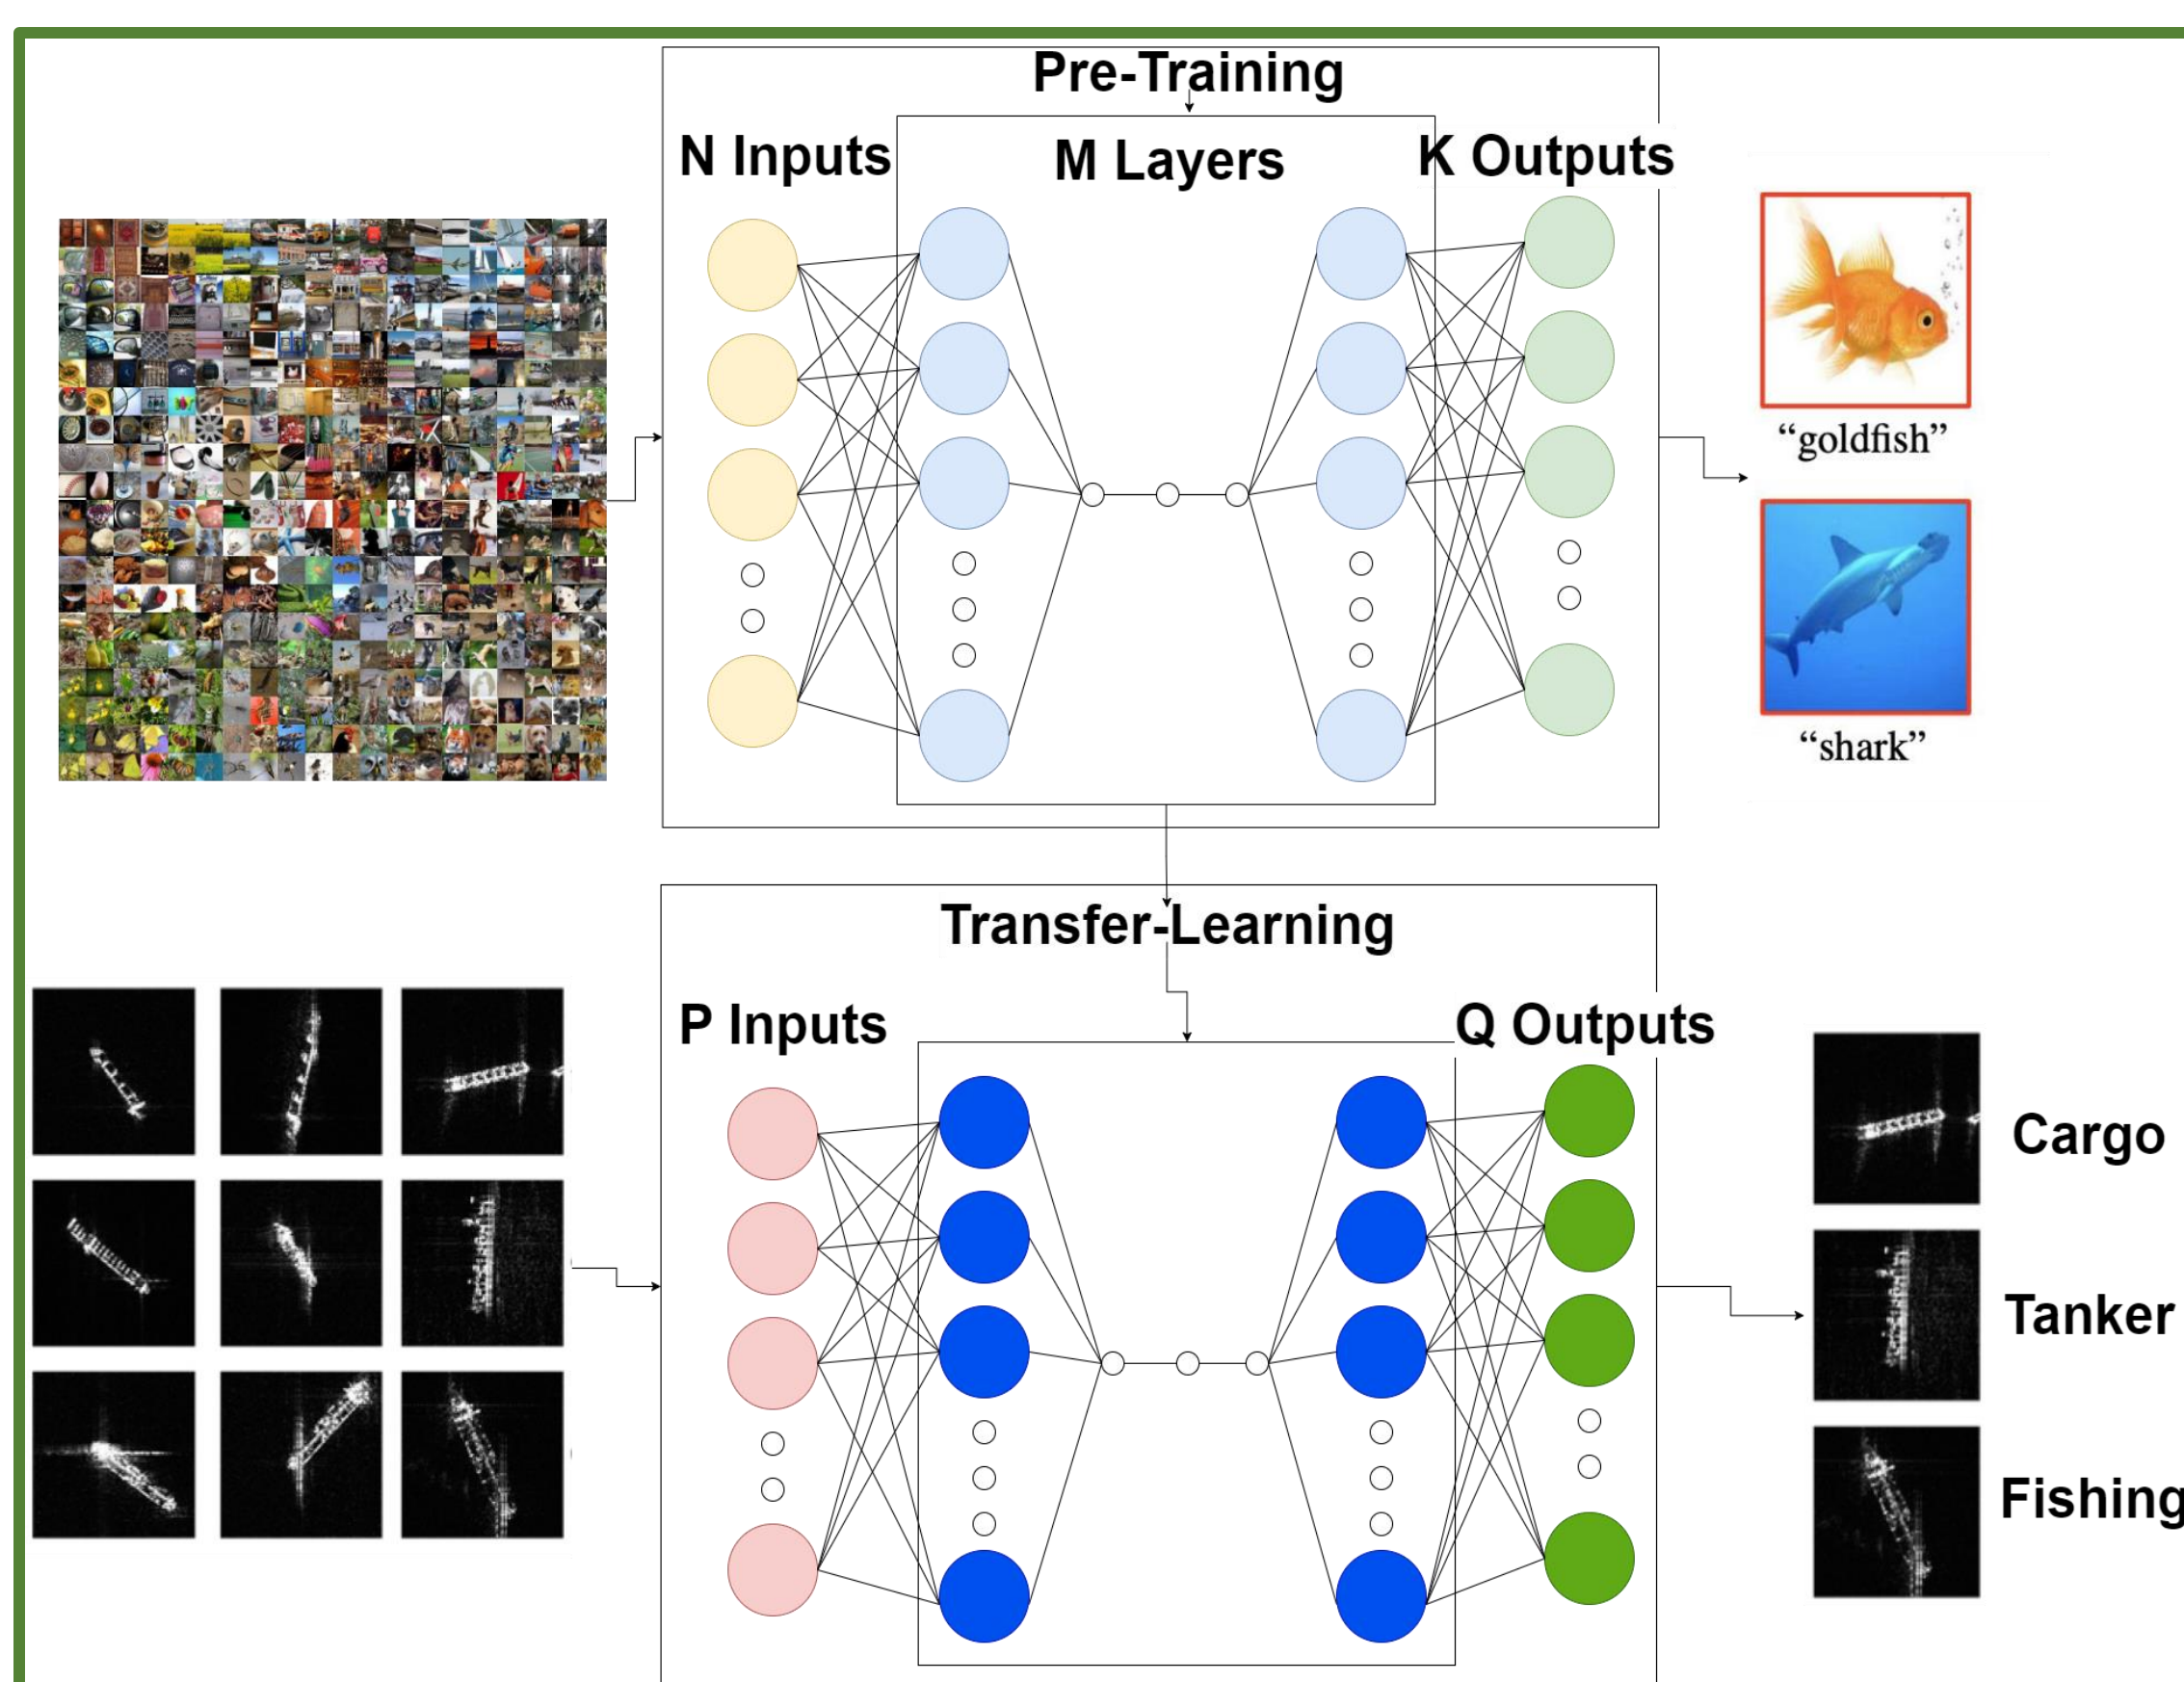 Pre-Training
N Inputs
M Layers
K Outputs
“goldfish”
“shark”
Transfer-Learning
P Inputs
Q Outputs
Cargo
Tanker
Fishing